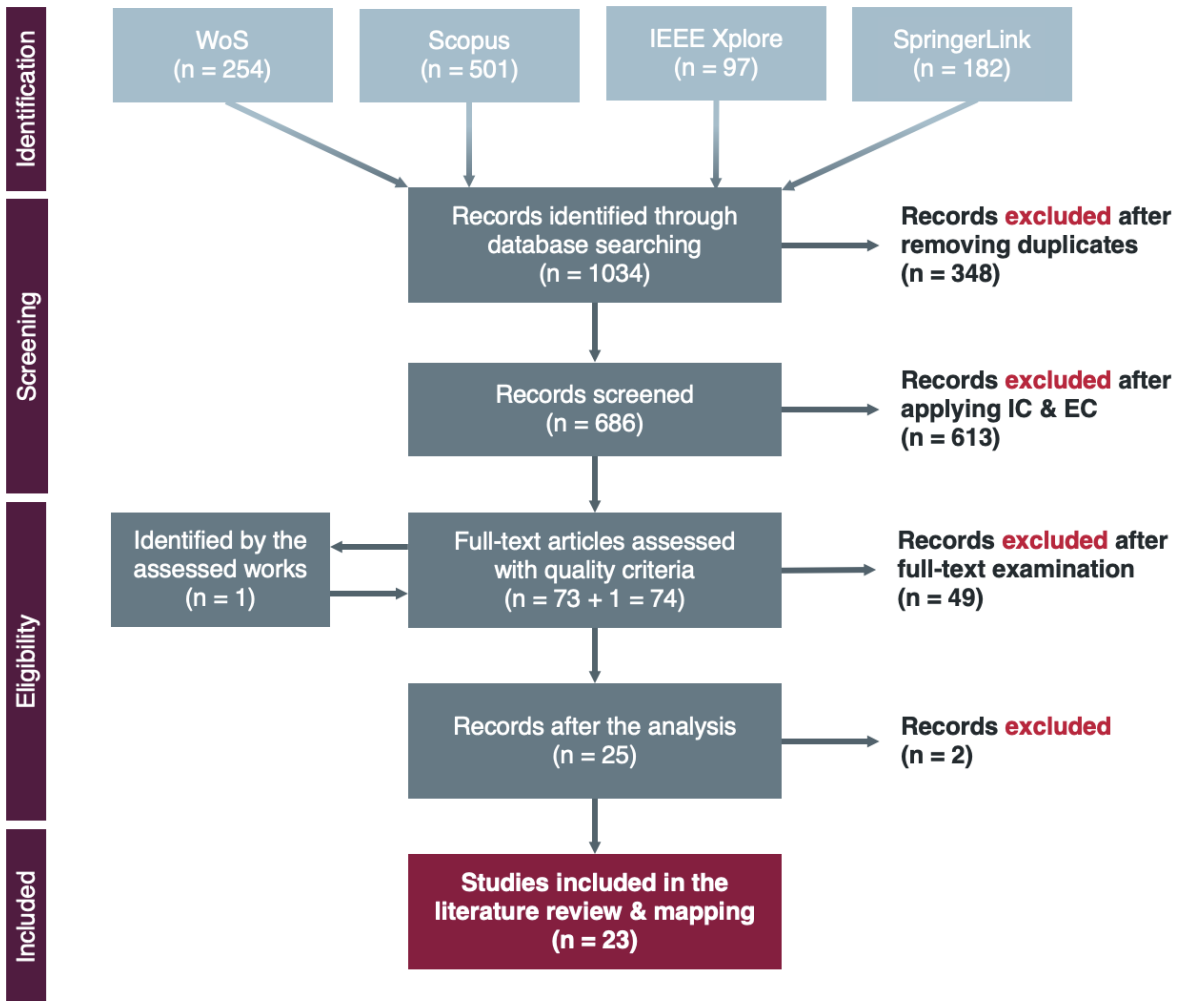 Identification
WoS
(n = 254)
Scopus
(n = 501)
IEEE Xplore
(n = 97)
SpringerLink
(n = 182)
Screening
Records identified through
database searching
(n = 1034)
Records excluded after
removing duplicates
(n = 348)
Records screened
(n = 686)
Records excluded after
applying IC & EC
(n = 613)
Eligibility
Identified by the
assessed works
(n = 1)
Full-text articles assessed
with quality criteria
(n = 73 + 1 = 74)
Records excluded after
full-text examination
(n = 49)
Records after the analysis
(n = 25)
Records excluded
(n = 2)
Included
Studies included in the
literature review & mapping
(n = 23)